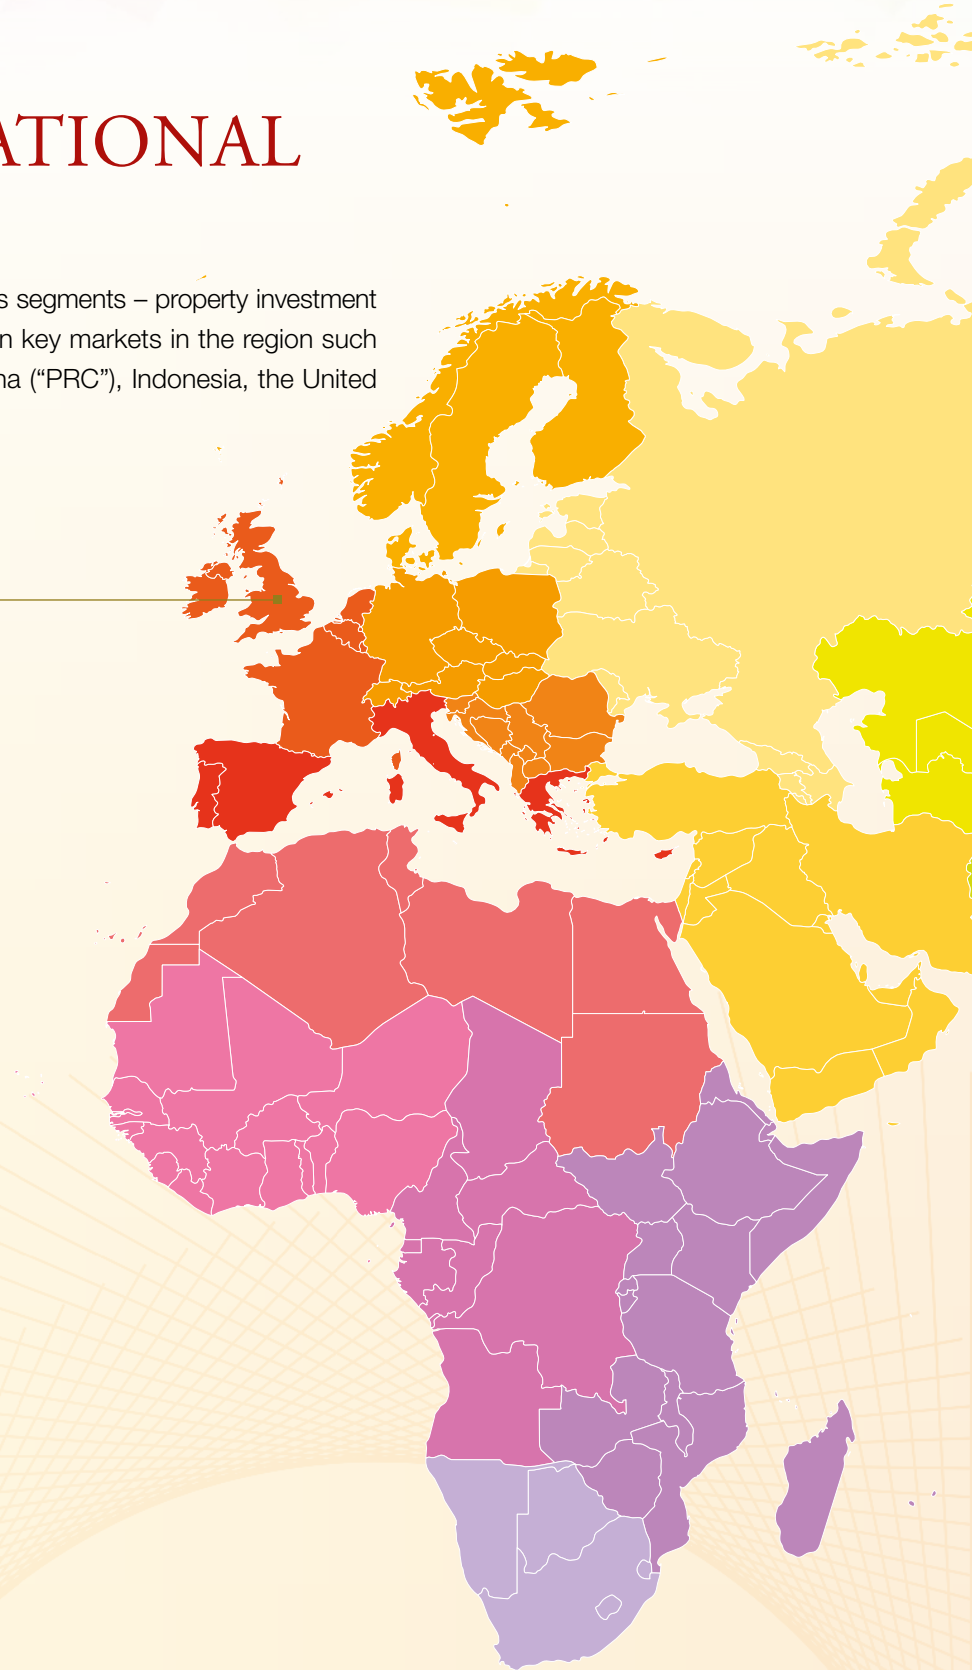 ATIONAL
s segments – property investment
n key markets in the region such
na (“PRC”), Indonesia, the United